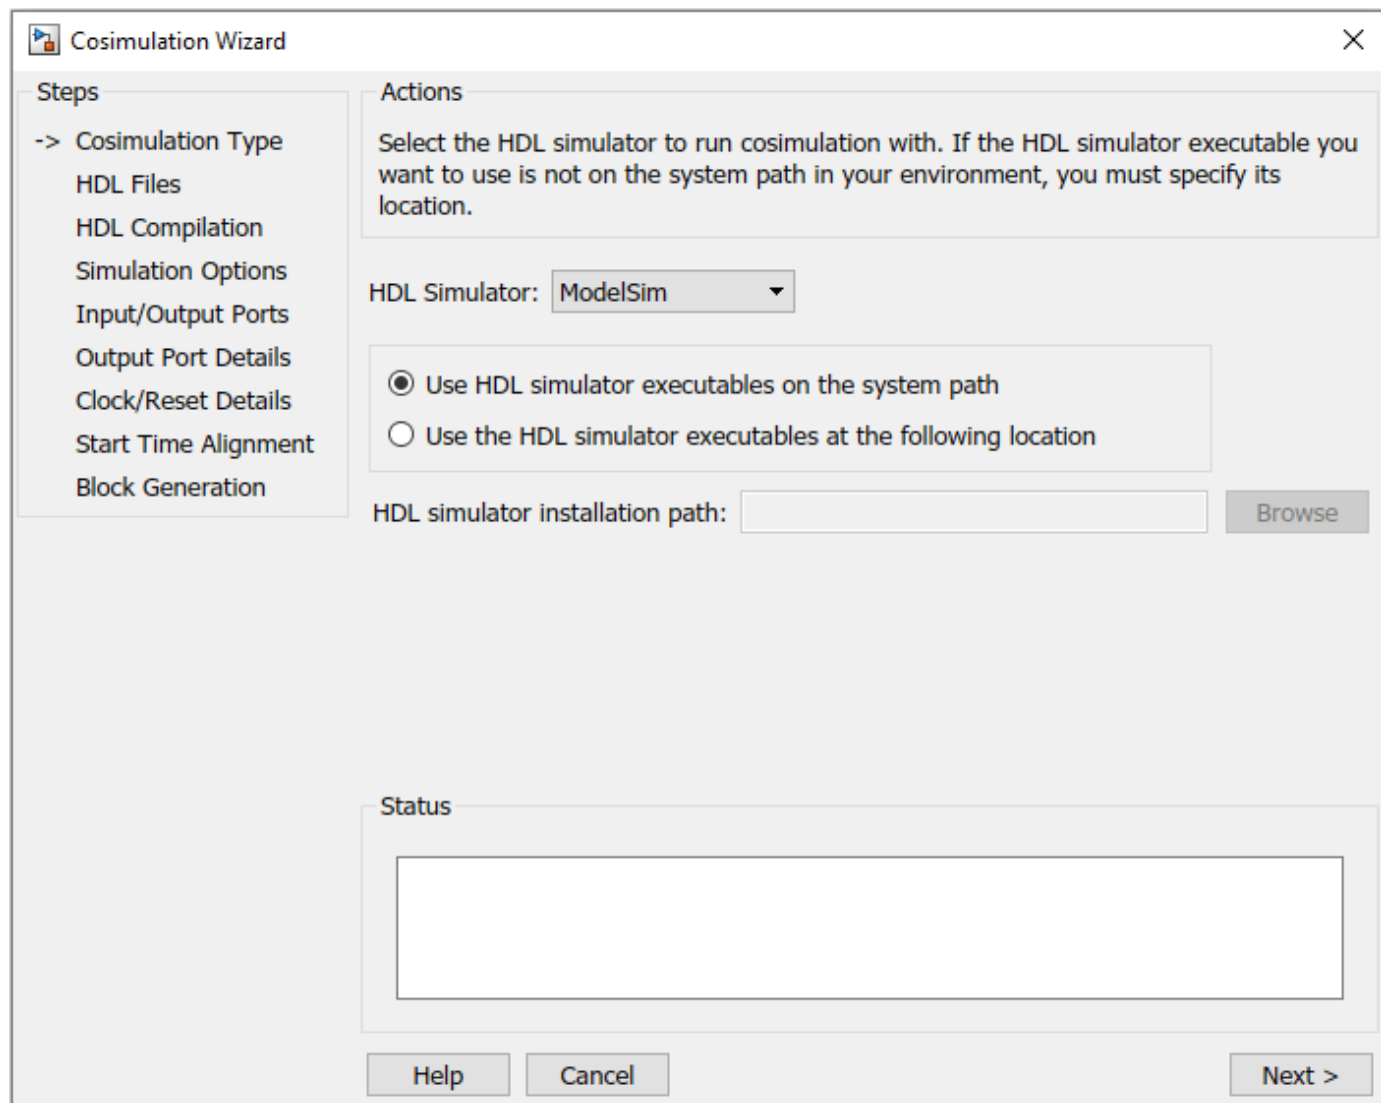 Cosimulation Wizard
Steps
-> Cosimulation Type
HDL Files
HDL Compilation
Simulation Options
Input/Output Ports
Output Port Details
Clock/Reset Details
Start Time Alignment
Block Generation
Actions
Select the HDL simulator to run cosimulation with. If the HDL simulator executable you
want to use is not on the system path in your environment, you must specify its
location.
HDL Simulator: ModelSim
Use HDL simulator executables on the system path
Use the HDL simulator executables at the following location
HDL simulator installation path: Browse
Status
Help Cancel Next >